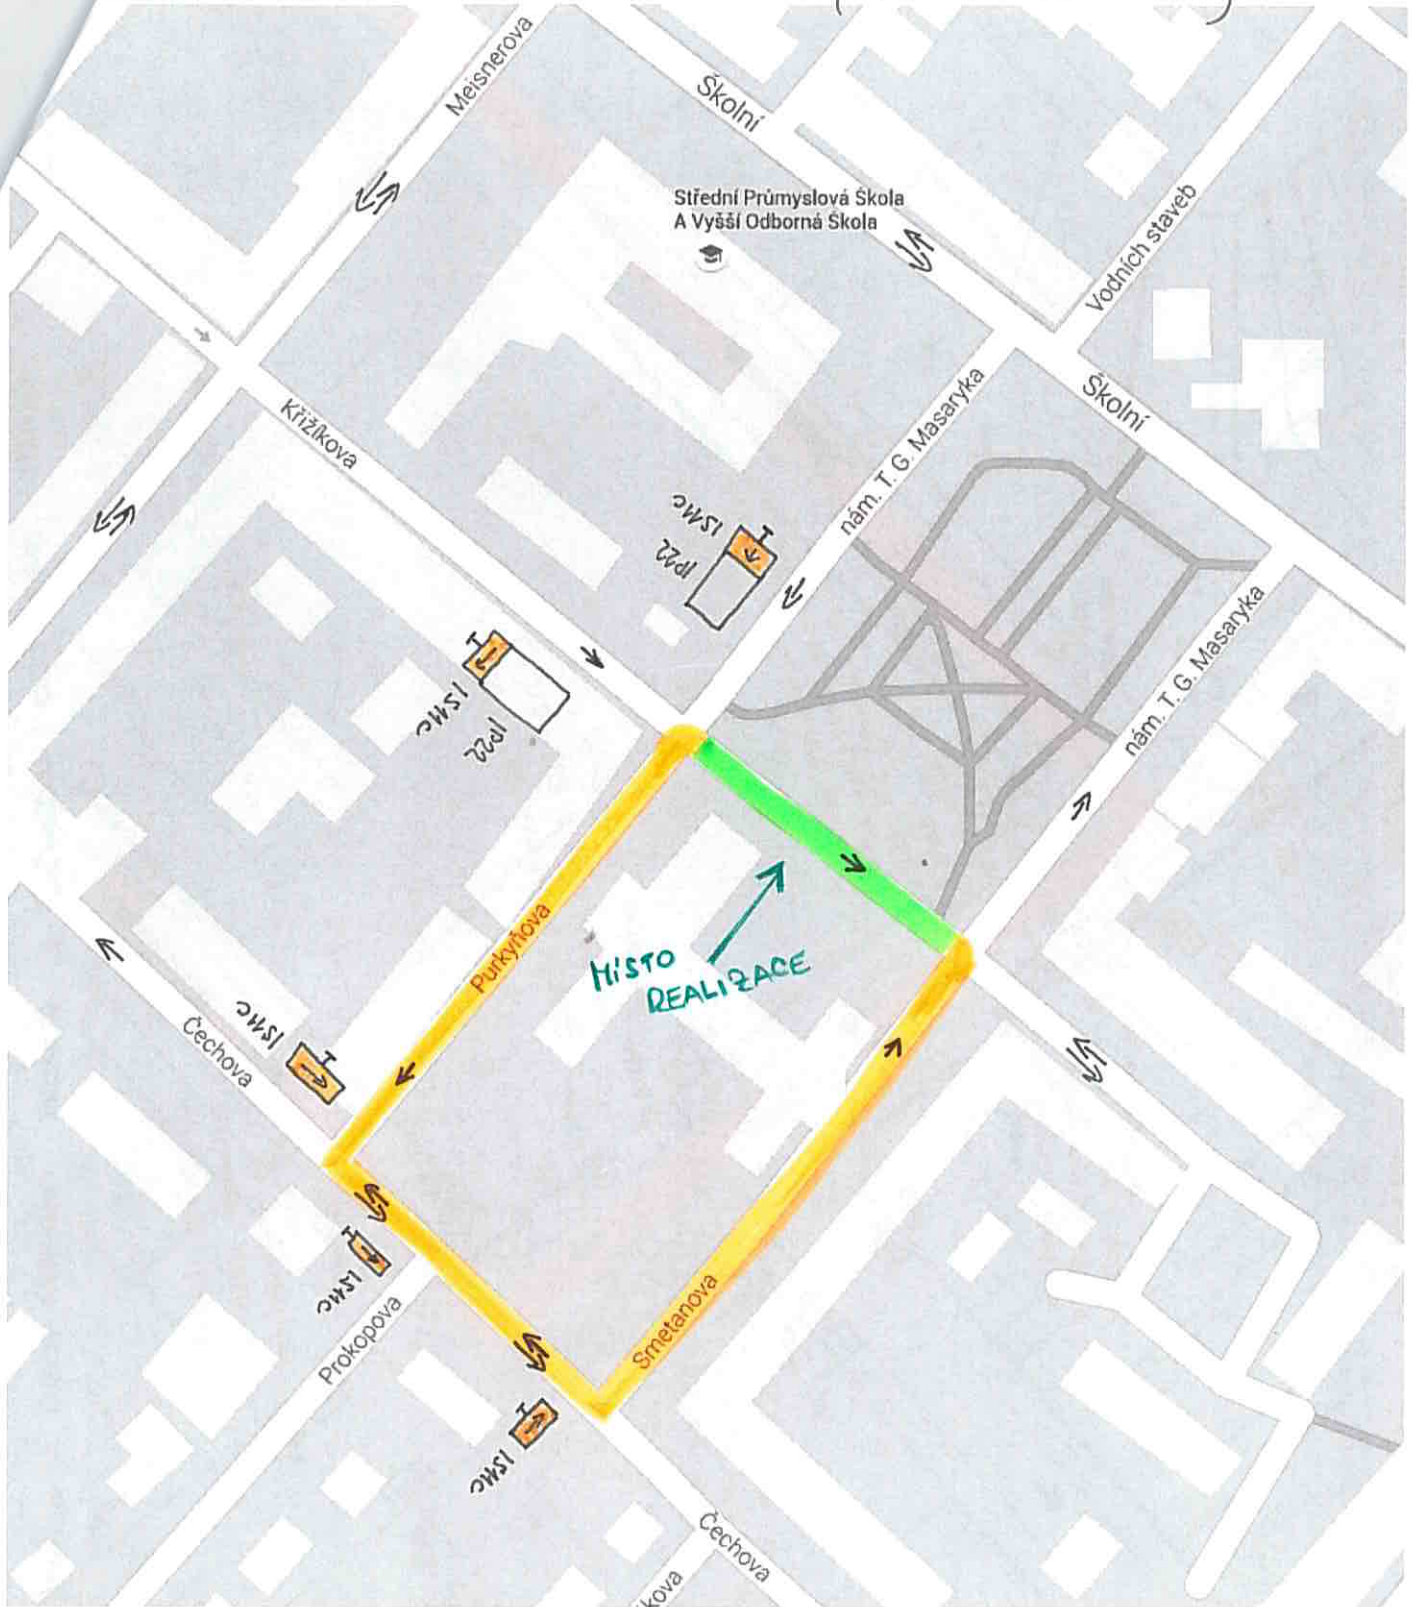 Meisnerova
Školní
Střední Průmyslová Škola
A Vyšší Odborná Škola
Vodních staveb
Křižíkova
nám. T. G. Masaryka
Školní
IS11c
IP22
nám. T. G. Masaryka
IS11c
IP22
Purkyňova
MÍSTO
REALIZACE
IS11c
Čechova
IS11c
Prokopova
Smetanova
IS11c
Čechova